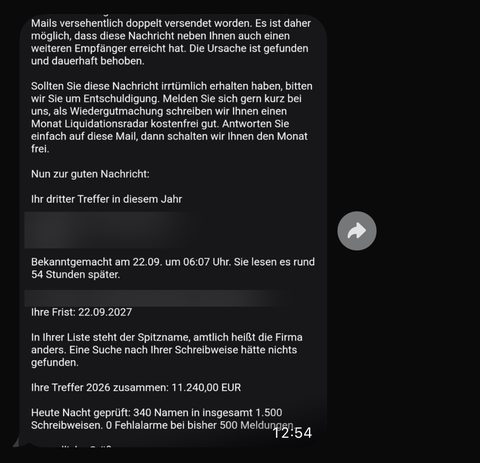 Mails versehentlich doppelt versendet worden. Es ist daher
möglich, dass diese Nachricht neben Ihnen auch einen
weiteren Empfänger erreicht hat. Die Ursache ist gefunden
und dauerhaft behoben.
Sollten Sie diese Nachricht irrtümlich erhalten haben, bitten
wir Sie um Entschuldigung. Melden Sie sich gern kurz bei
uns, als Wiedergutmachung schreiben wir Ihnen einen
Monat Liquidationsradar kostenfrei gut. Antworten Sie
einfach auf diese Mail, dann schalten wir Ihnen den Monat
frei.
Nun zur guten Nachricht:
Ihr dritter Treffer in diesem Jahr
Bekanntgemacht am 22.09. um 06:07 Uhr. Sie lesen es rund
54 Stunden später.
Ihre Frist: 22.09.2027
In Ihrer Liste steht der Spitzname, amtlich heißt die Firma
anders. Eine Suche nach Ihrer Schreibweise hätte nichts
gefunden.
Ihre Treffer 2026 zusammen: 11.240,00 EUR
Heute Nacht geprüft: 340 Namen in insgesamt 1.500
Schreibweisen. 0 Fehlalarme bei bisher 500 Meldungen.
12:54